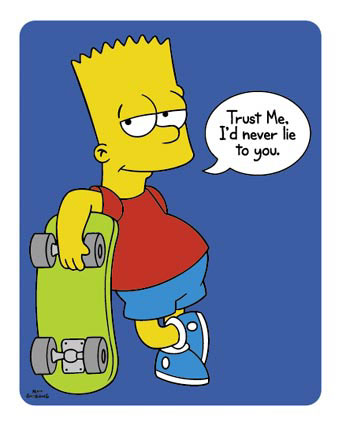 Trust Me.
I'd never lie
to you.